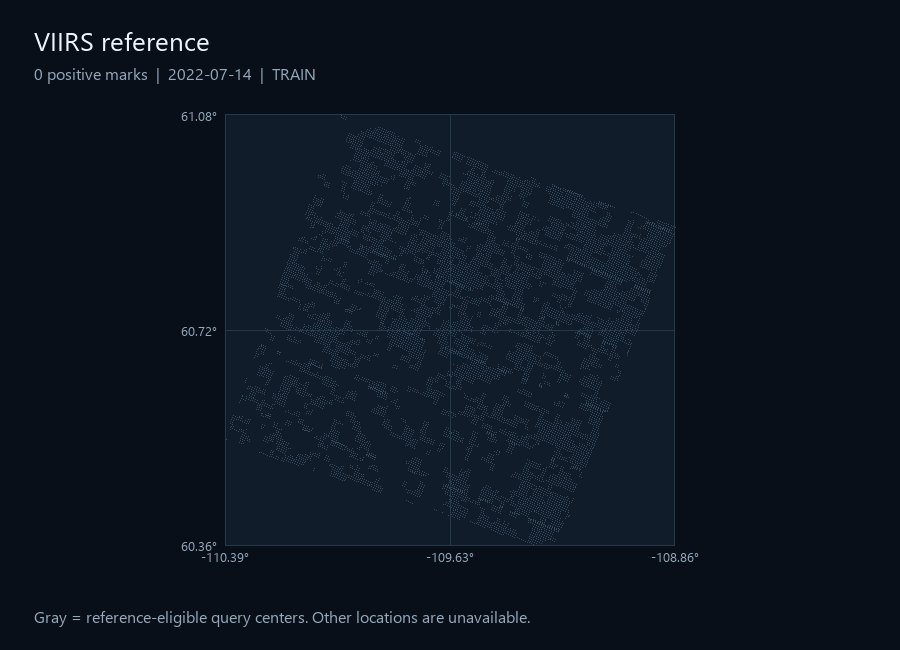 VIIRS reference
0 positive marks | 2022-07-14 | TRAIN
61.08°
60.72°
60.36°
-110.39°
-109.63°
-108.86°
Gray = reference-eligible query centers. Other locations are unavailable.